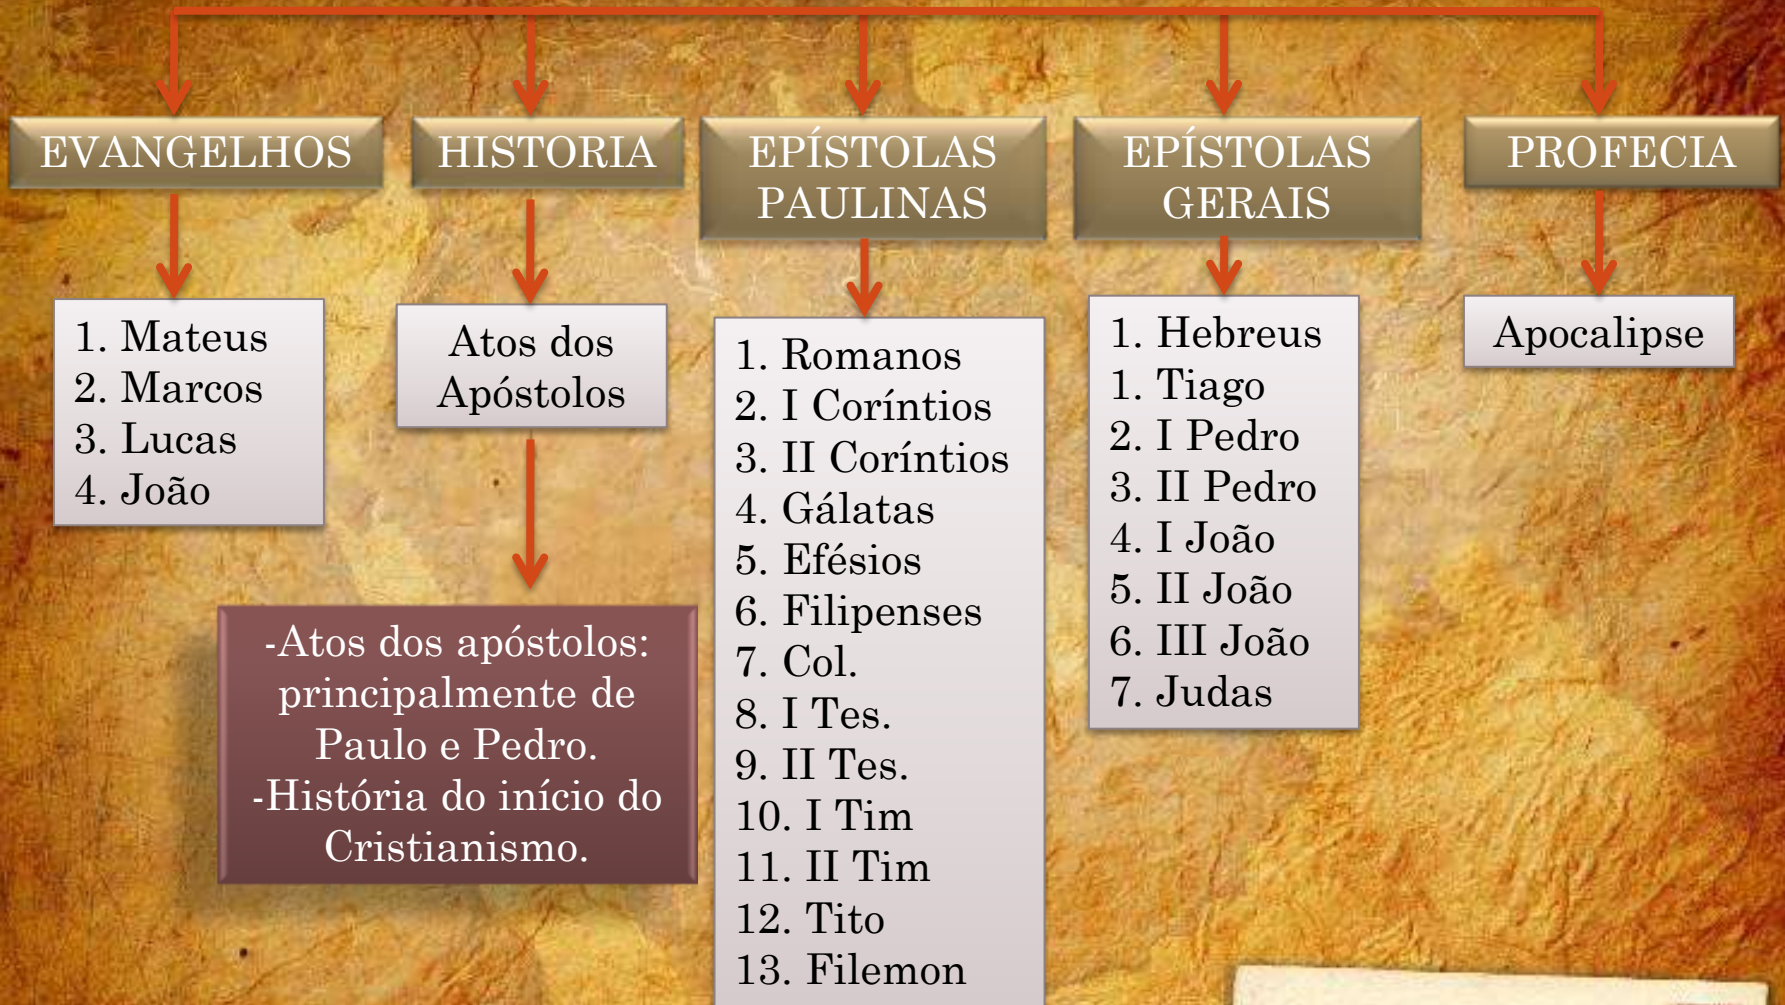 EVANGELHOS
1. Mateus
2. Marcos
3. Lucas
4. João
HISTORIA
Atos dos
Apóstolos
-Atos dos apóstolos:
principalmente de
Paulo e Pedro.
-História do início do
Cristianismo.
EPÍSTOLAS
PAULINAS
1. Romanos
2. I Coríntios
3. II Coríntios
4. Gálatas
5. Efésios
6. Filipenses
7. Col.
8. I Tes.
9. II Tes.
10. I Tim
11. II Tim
12. Tito
13. Filemon
EPÍSTOLAS
GERAIS
1. Hebreus
1. Tiago
2. I Pedro
3. II Pedro
4. I João
5. II João
6. III João
7. Judas
PROFECIA
Apocalipse